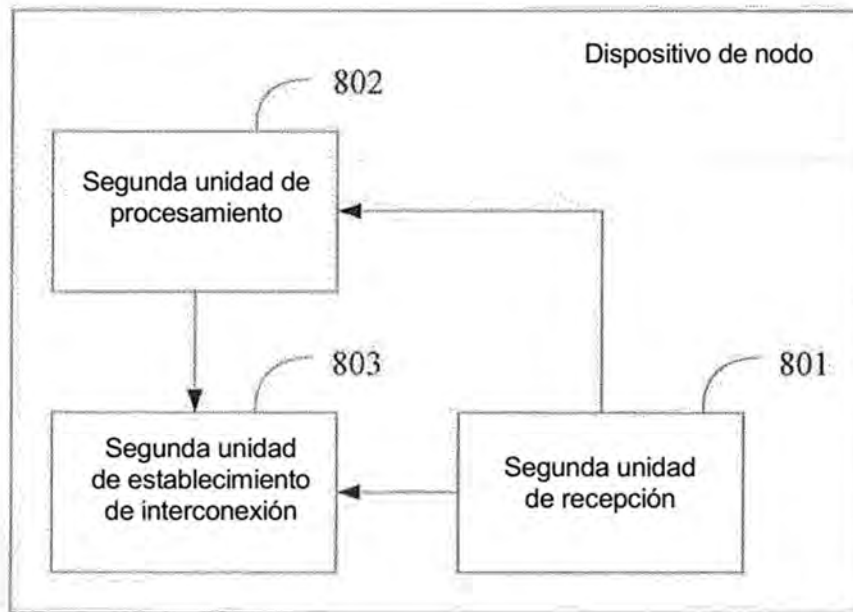 Dispositivo de nodo
802
Segunda unidad de
procesamiento
803
801
Segunda unidad
de establecimiento
de interconexión
Segunda unidad
de recepción